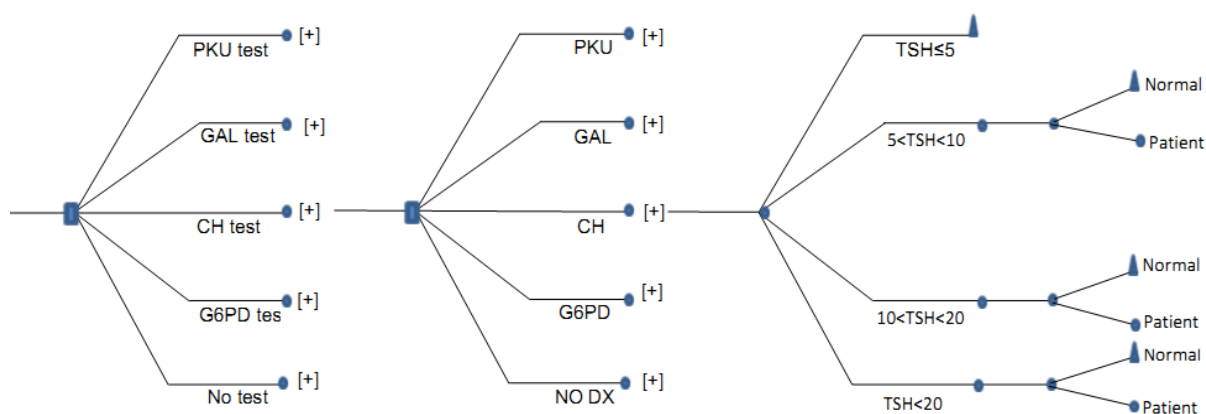 PKU test [+]
GAL test [+]
CH test [+]
G6PD tes [+]
No test [+]
PKU [+]
GAL [+]
CH [+]
G6PD [+]
NO DX [+]
TSH≤5
5<TSH<10
Normal
Patient
10<TSH<20
Normal
Patient
TSH<20
Normal
Patient